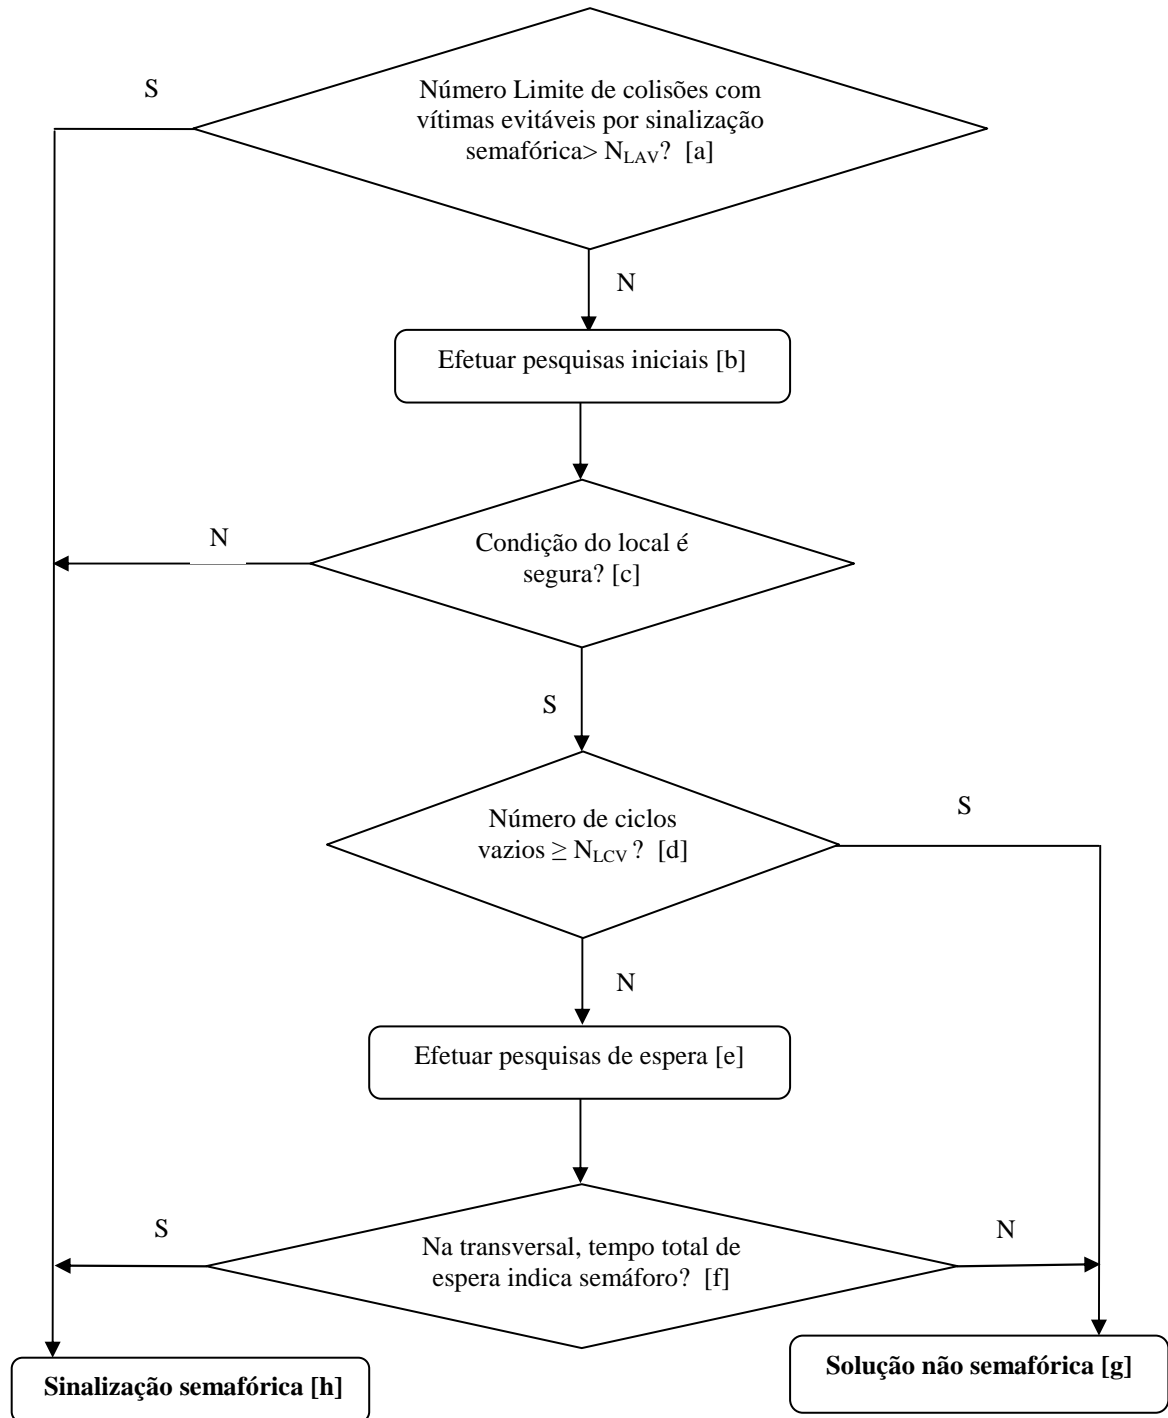 S
Número Limite de colisões com
vítimas evitáveis por sinalização
semafórica> NLAV? [a]
N
Efetuar pesquisas iniciais [b]
N
Condição do local é
segura? [c]
S
S
Número de ciclos
vazios ≥ NLCV ? [d]
N
Efetuar pesquisas de espera [e]
S
N
Na transversal, tempo total de
espera indica semáforo? [f]
Solução não semafórica [g]
Sinalização semafórica [h]